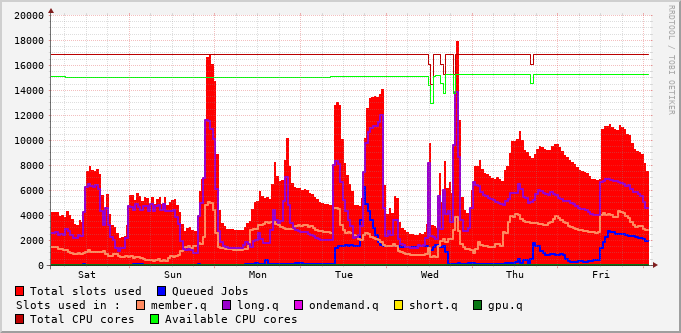 20000
18000
16000
14000
12000
10000
8000
6000
4000
2000
0
Sat Sun Mon Tue Wed Thu Fri
RRDTOOL / TOBI OETIKER
Total slots used Queued Jobs
Slots used in : member.q long.q ondemand.q short.q gpu.q
Total CPU cores Available CPU cores